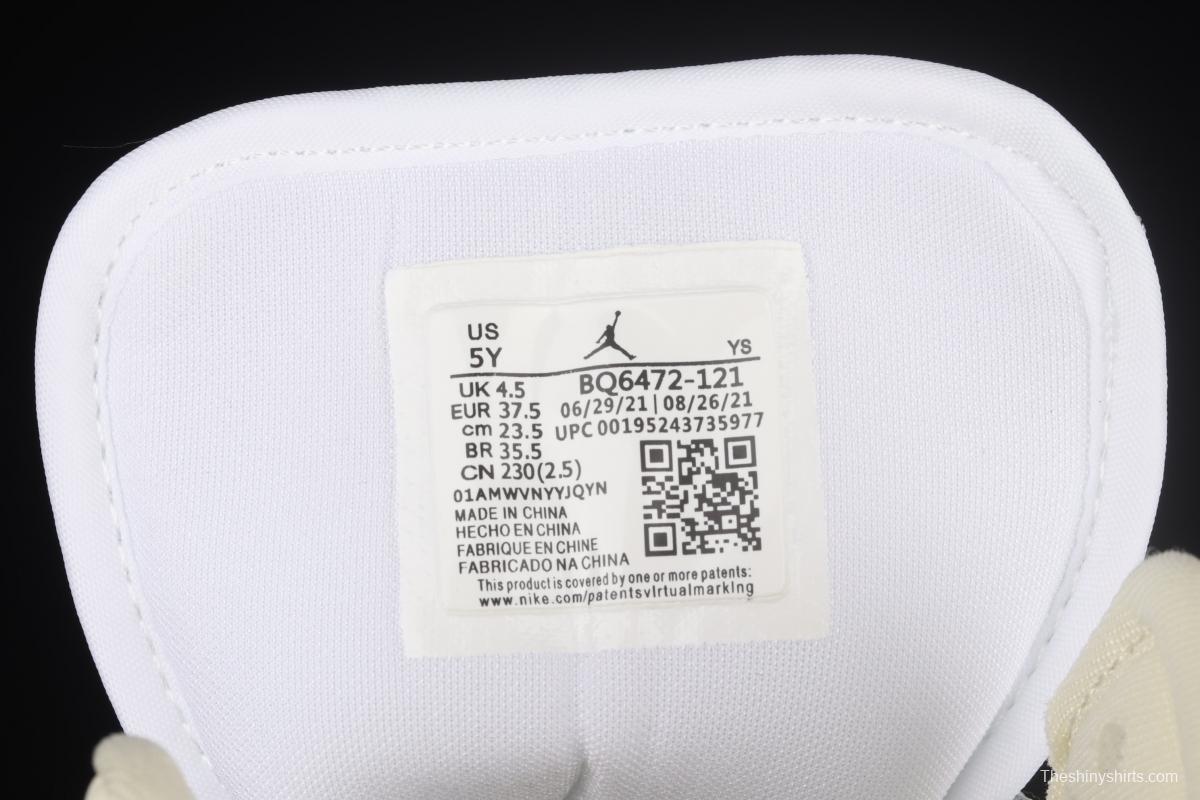 US
5Y
YS
UK 4.5
EUR 37.5
cm 23.5
BR 35.5
CN 230(2.5)
BQ6472-121
06/29/21 | 08/26/21
UPC 00195243735977
01AMWVNYYJQYN
MADE IN CHINA
HECHO EN CHINA
FABRIQUE EN CHINE
FABRICADO NA CHINA
This product is covered by one or more patents:
www.nike.com/patentsvIrtualmarkIng
Theshinyshirts.com